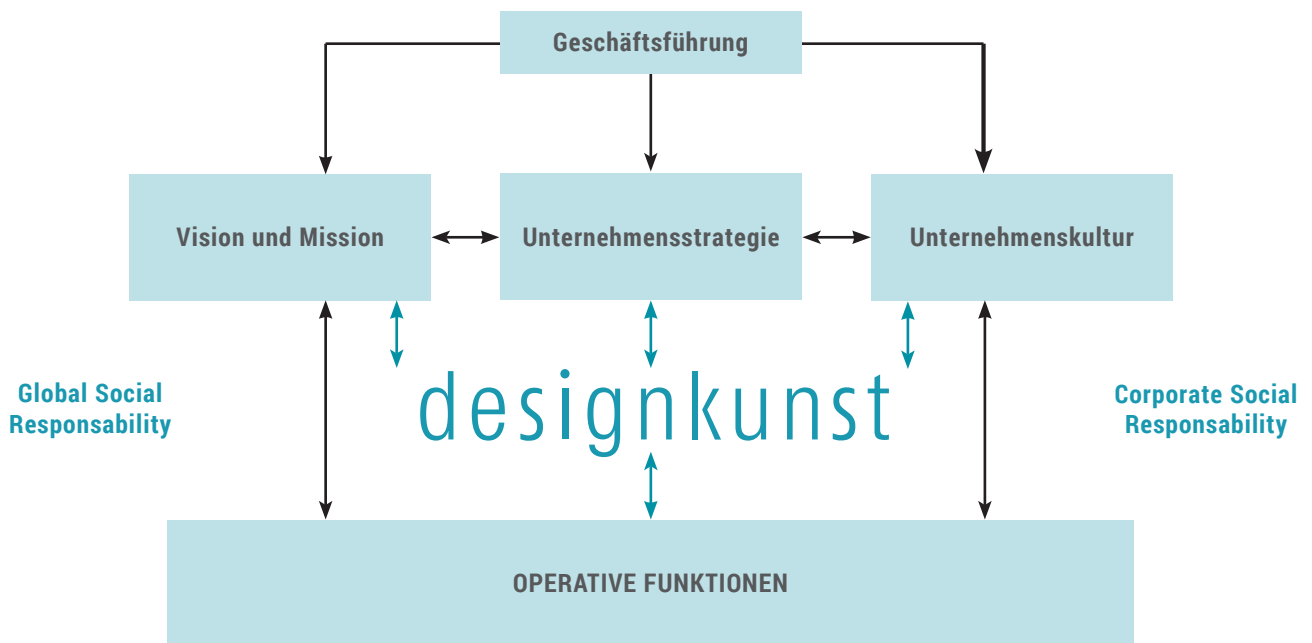 Geschäftsführung
Vision und Mission
Unternehmensstrategie
Unternehmenskultur
Global Social
Responsability
designkunst
Corporate Social
Responsability
OPERATIVE FUNKTIONEN